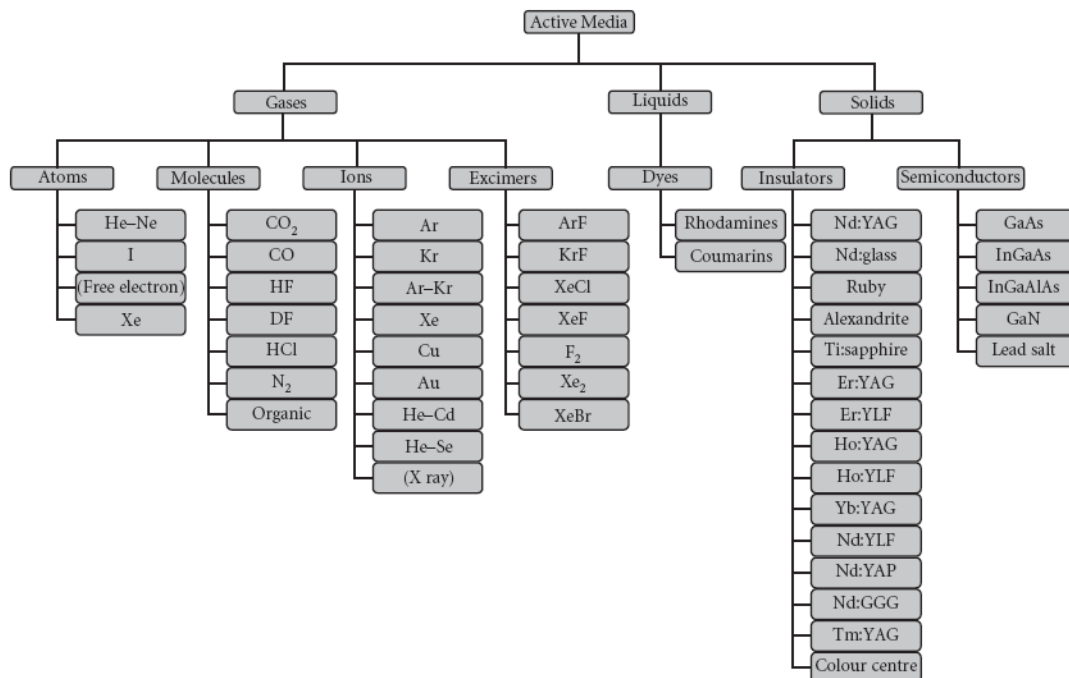 Active Media
Gases
Liquids
Solids
Atoms
Molecules
Ions
Excimers
Dyes
Insulators
Semiconductors
He–Ne
I
(Free electron)
Xe
CO₂
CO
HF
DF
HCl
N₂
Organic
Ar
Kr
Ar–Kr
Xe
Cu
Au
He–Cd
He–Se
(X ray)
ArF
KrF
XeCl
XeF
F₂
Xe₂
XeBr
Rhodamines
Coumarins
Nd:YAG
Nd:glass
Ruby
Alexandrite
Ti:sapphire
Er:YAG
Er:YLF
Ho:YAG
Ho:YLF
Yb:YAG
Nd:YLF
Nd:YAP
Nd:GGG
Tm:YAG
Colour centre
GaAs
InGaAs
InGaAlAs
GaN
Lead salt